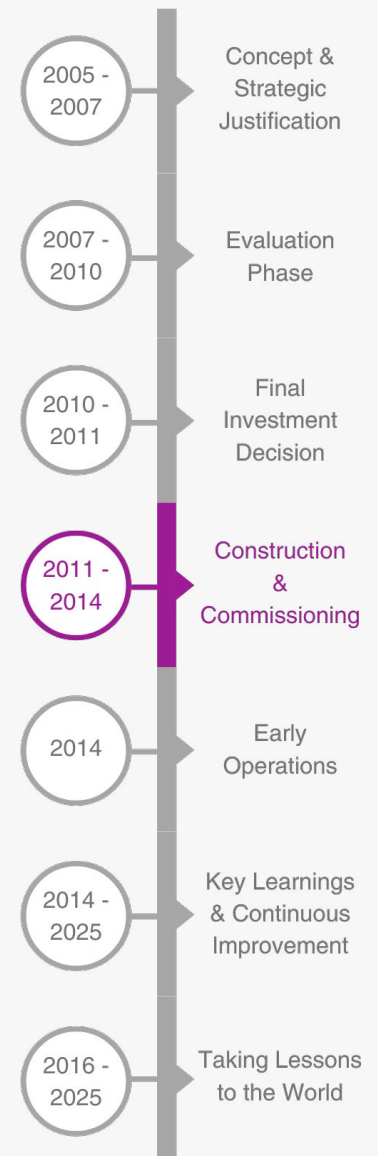 2005 -
2007
Concept &
Strategic
Justification
2007 -
2010
Evaluation
Phase
2010 -
2011
Final
Investment
Decision
2011 -
2014
Construction
&
Commissioning
2014
Early
Operations
2014 -
2025
Key Learnings
& Continuous
Improvement
2016 -
2025
Taking Lessons
to the World